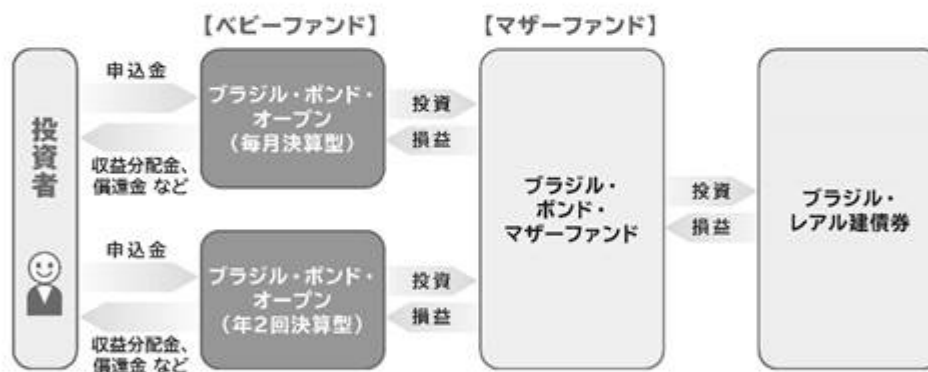 【ベビーファンド】
【マザーファンド】
投資者
申込金
収益分配金、
償還金 など
ブラジル・ボンド・
オープン
(毎月決算型)
投資
損益
申込金
収益分配金、
償還金 など
ブラジル・ボンド・
オープン
(年2回決算型)
投資
損益
ブラジル・
ボンド・
マザーファンド
投資
損益
ブラジル・
レアル建債券